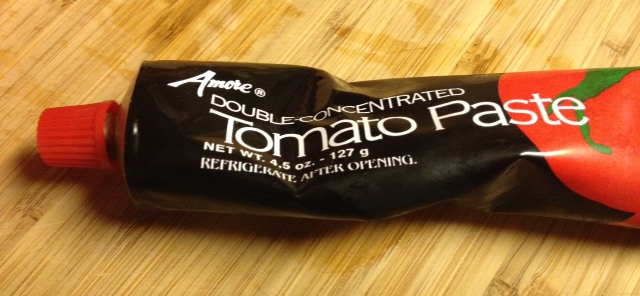 Amore®
DOUBLE-CONCENTRATED
Tomato Paste
NET WT. 4.5 oz. - 127 g
REFRIGERATE AFTER OPENING.